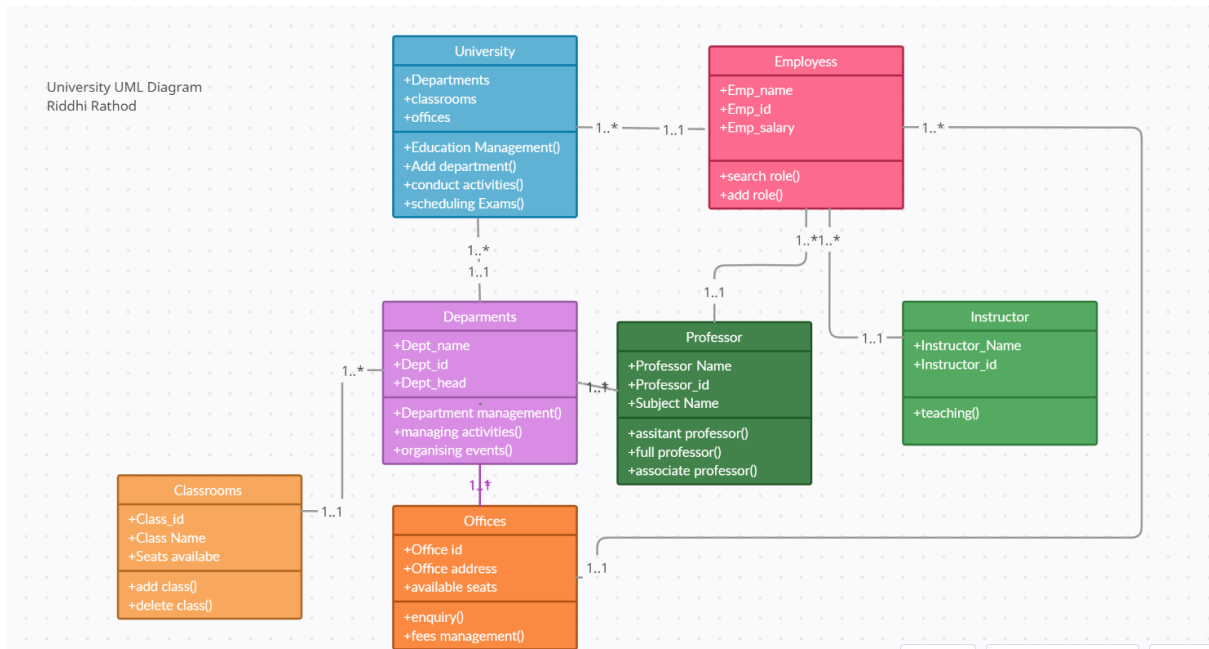 University UML Diagram
Riddhi Rathod
University
+Departments
+classrooms
+offices
+Education Management()
+Add department()
+conduct activities()
+scheduling Exams()
1..*
1..1
Employess
+Emp_name
+Emp_id
+Emp_salary
+search role()
+add role()
1..*
1..*
1..1
1..*1..*
1..1
1..1
Deparments
+Dept_name
+Dept_id
+Dept_head
+Department management()
+managing activities()
+organising events()
Professor
+Professor Name
+Professor_id
+Subject Name
+assitant professor()
+full professor()
+associate professor()
Instructor
+Instructor_Name
+Instructor_id
+teaching()
1..*
1..1
Classrooms
+Class_id
+Class Name
+Seats availabe
+add class()
+delete class()
Offices
+Office id
+Office address
+available seats
+enquiry()
+fees management()
1..1